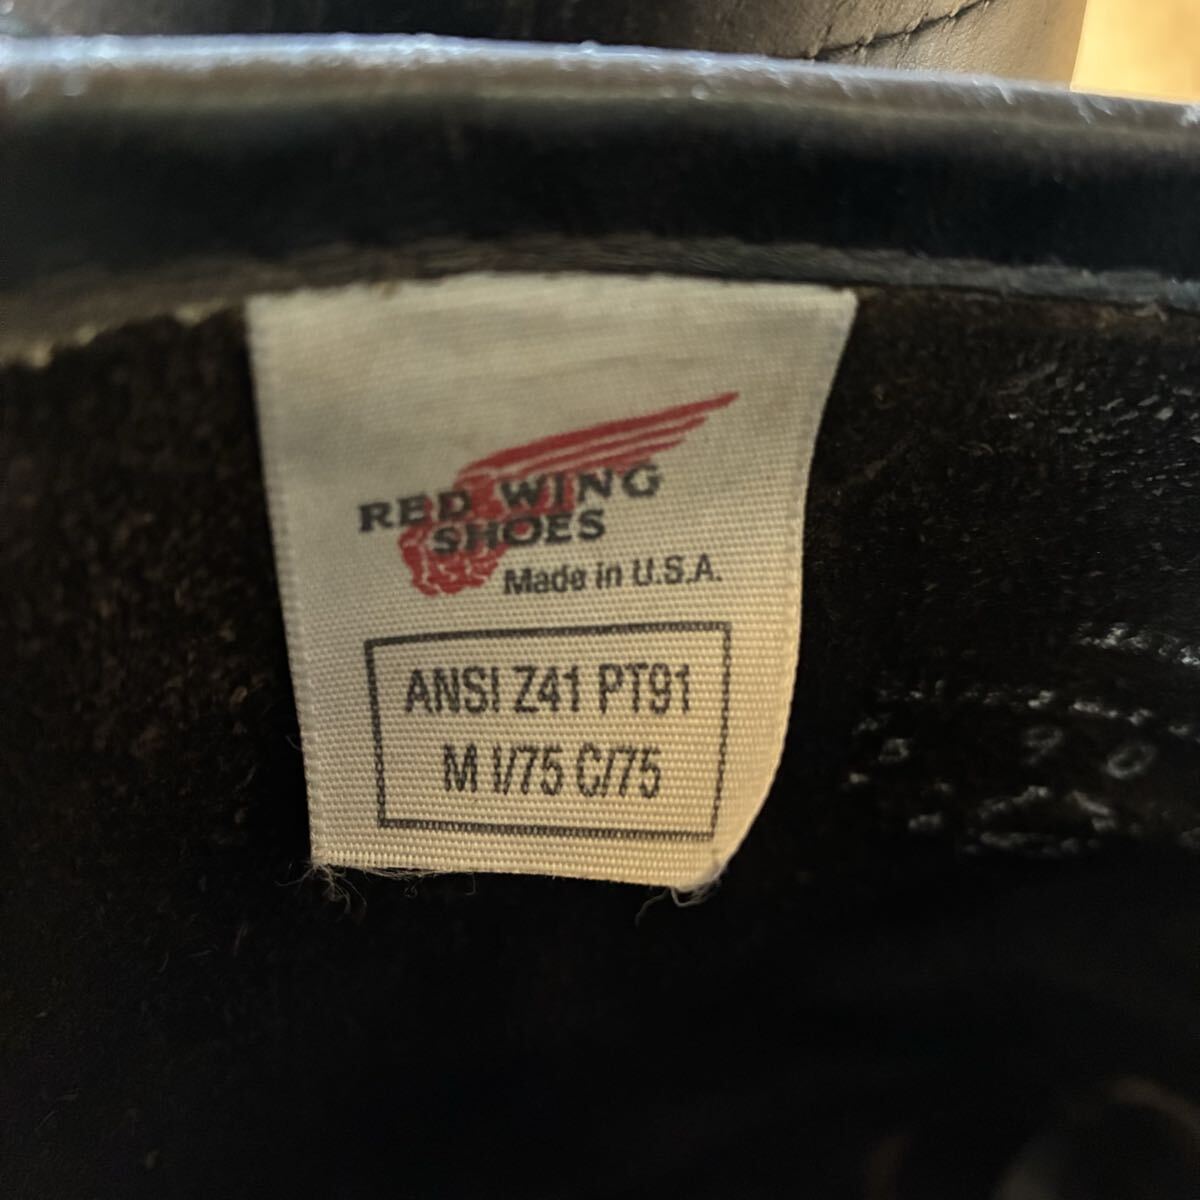 RED WING
SHOES
Made in U.S.A.
ANSI Z41 PT91
M I/75 C/75